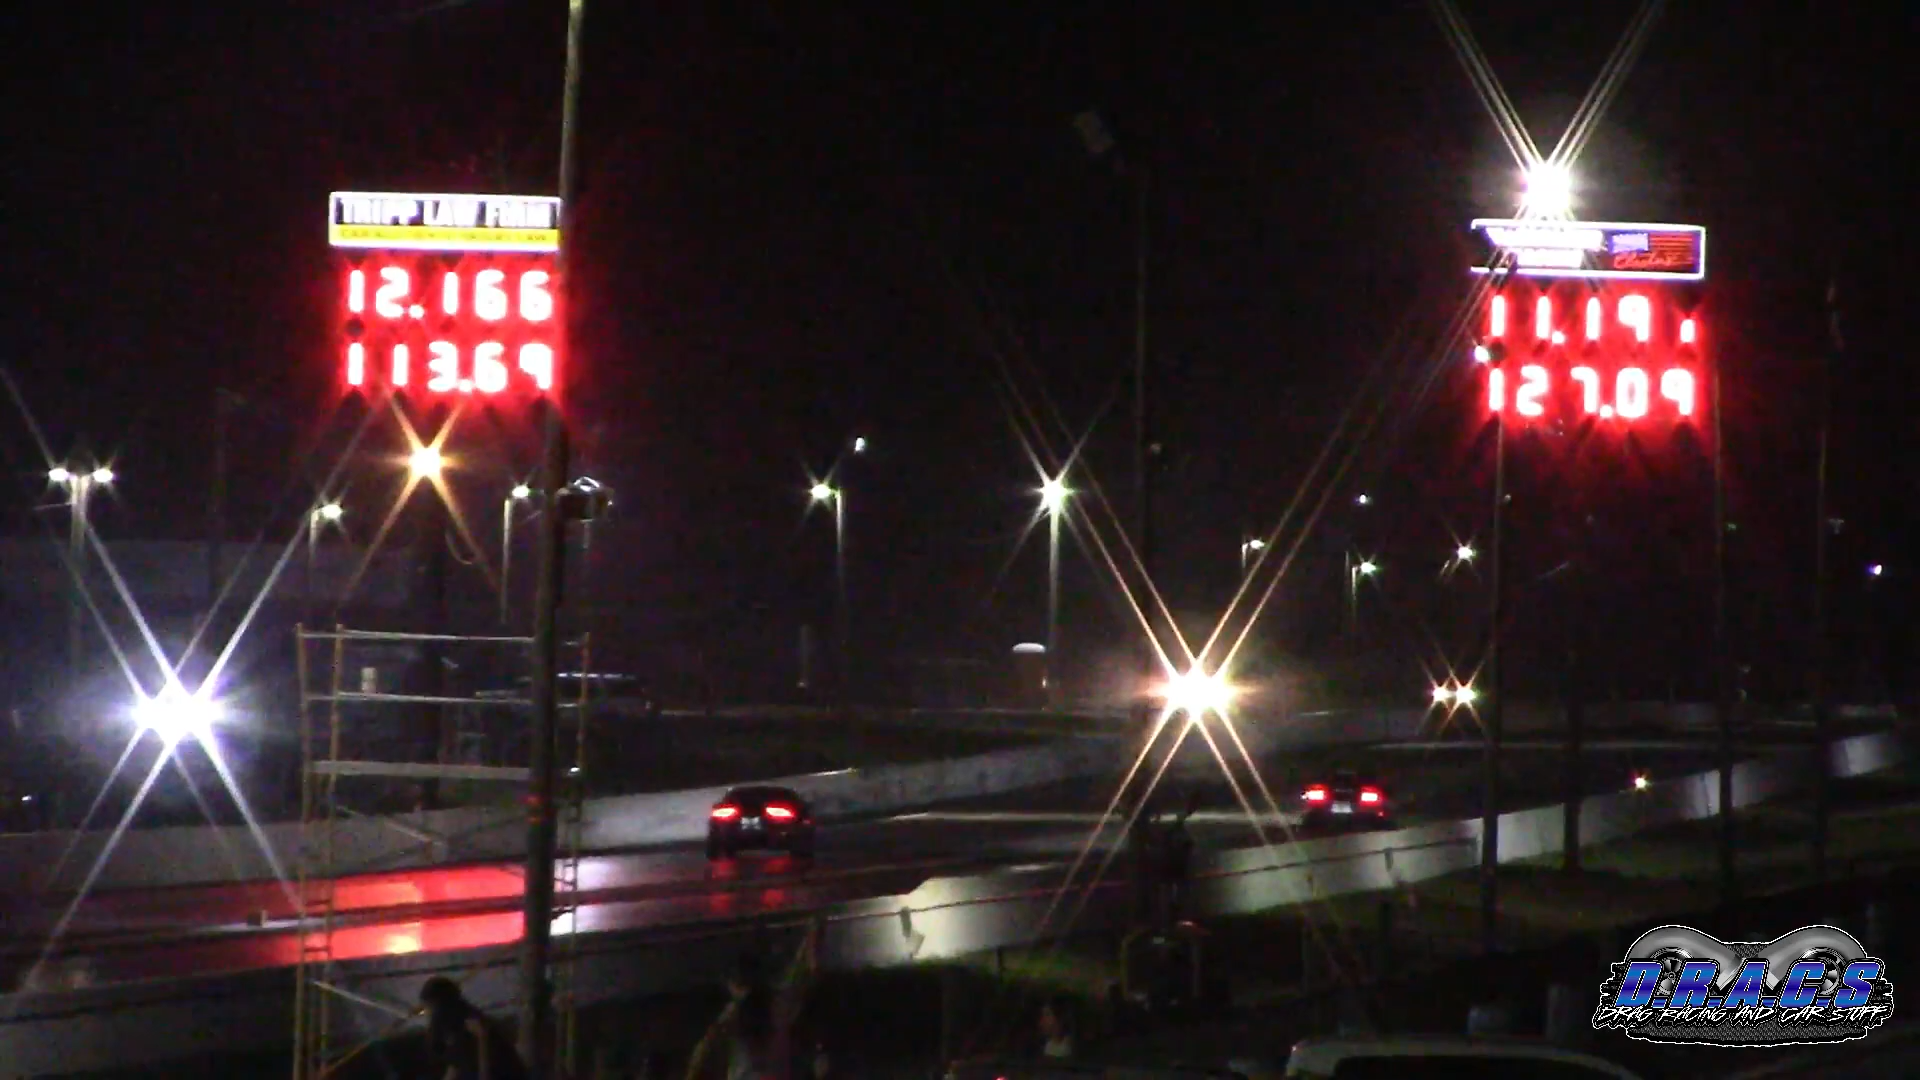 TRIPP LAW FIRM
12.166
113.69
11.191
127.09
D.R.A.C.S
DRAG RACING AND CAR STUFF